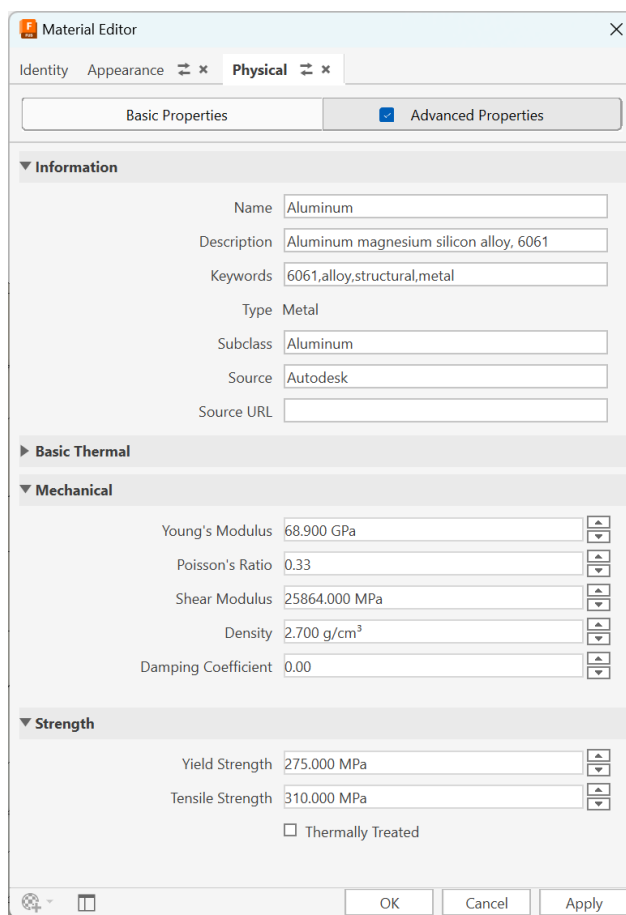 Material Editor
Identity Appearance Physical
Basic Properties Advanced Properties
Information
Name Aluminum
Description Aluminum magnesium silicon alloy, 6061
Keywords 6061,alloy,structural,metal
Type Metal
Subclass Aluminum
Source Autodesk
Source URL
Basic Thermal
Mechanical
Young's Modulus 68.900 GPa
Poisson's Ratio 0.33
Shear Modulus 25864.000 MPa
Density 2.700 g/cm³
Damping Coefficient 0.00
Strength
Yield Strength 275.000 MPa
Tensile Strength 310.000 MPa
Thermally Treated
OK Cancel Apply